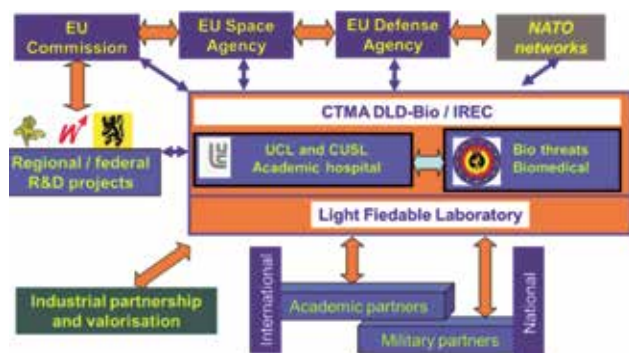 EU
Commission
EU Space
Agency
EU Defense
Agency
NATO
networks
CTMA DLD-Bio / IREC
Regional / federal
R&D projects
UCL and CUSL
Academic hospital
Bio threats
Biomedical
Light Fiedable Laboratory
Industrial partnership
and valorisation
International
Academic partners
Military partners
National